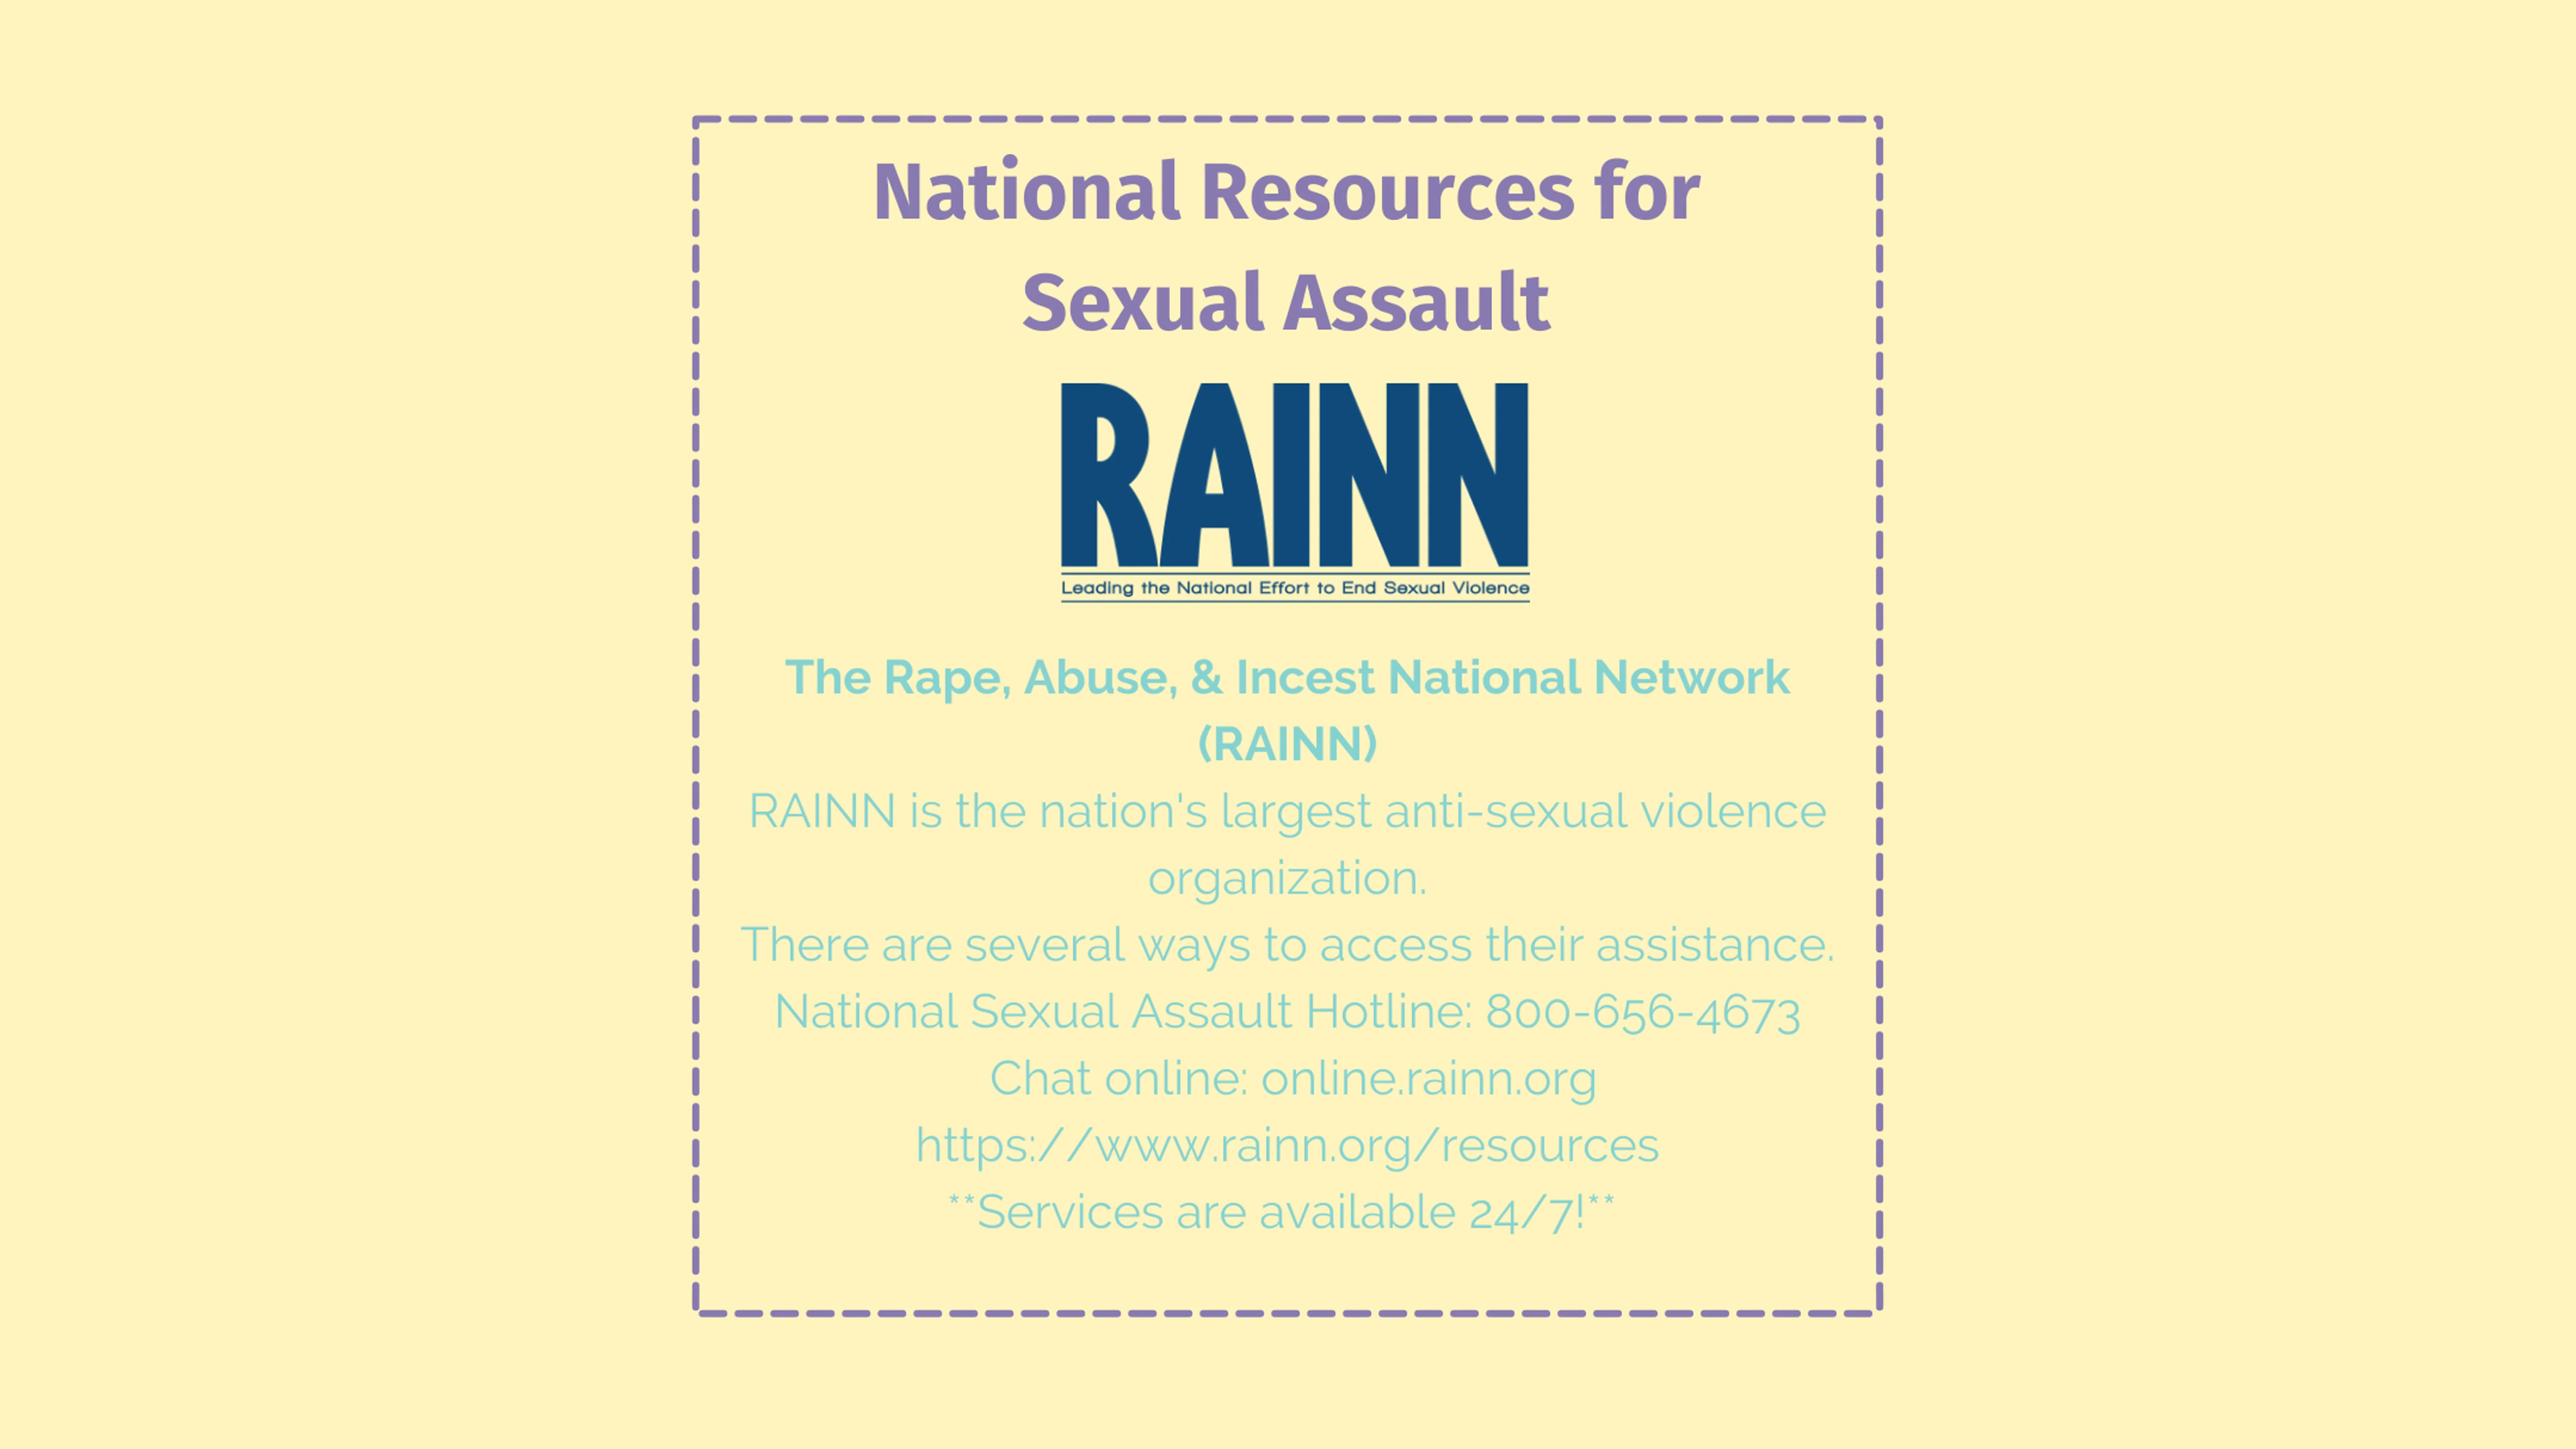 National Resources for
Sexual Assault
RAINN
Leading the National Effort to End Sexual Violence
The Rape, Abuse, & Incest National Network
(RAINN)
RAINN is the nation's largest anti-sexual violence
organization.
There are several ways to access their assistance.
National Sexual Assault Hotline: 800-656-4673
Chat online: online.rainn.org
https://www.rainn.org/resources
**Services are available 24/7!**